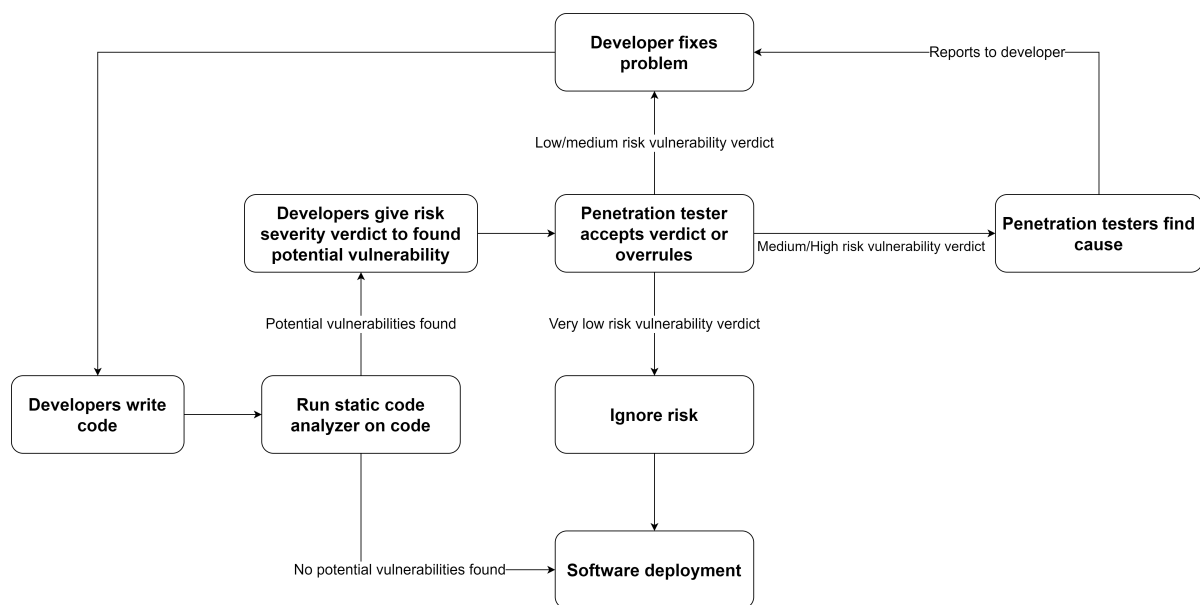 Developer fixes
problem
Reports to developer
Low/medium risk vulnerability verdict
Developers give risk
severity verdict to found
potential vulnerability
Penetration tester
accepts verdict or
overrules
Medium/High risk vulnerability verdict
Penetration testers find
cause
Potential vulnerabilities found
Very low risk vulnerability verdict
Developers write
code
Run static code
analyzer on code
Ignore risk
No potential vulnerabilities found
Software deployment